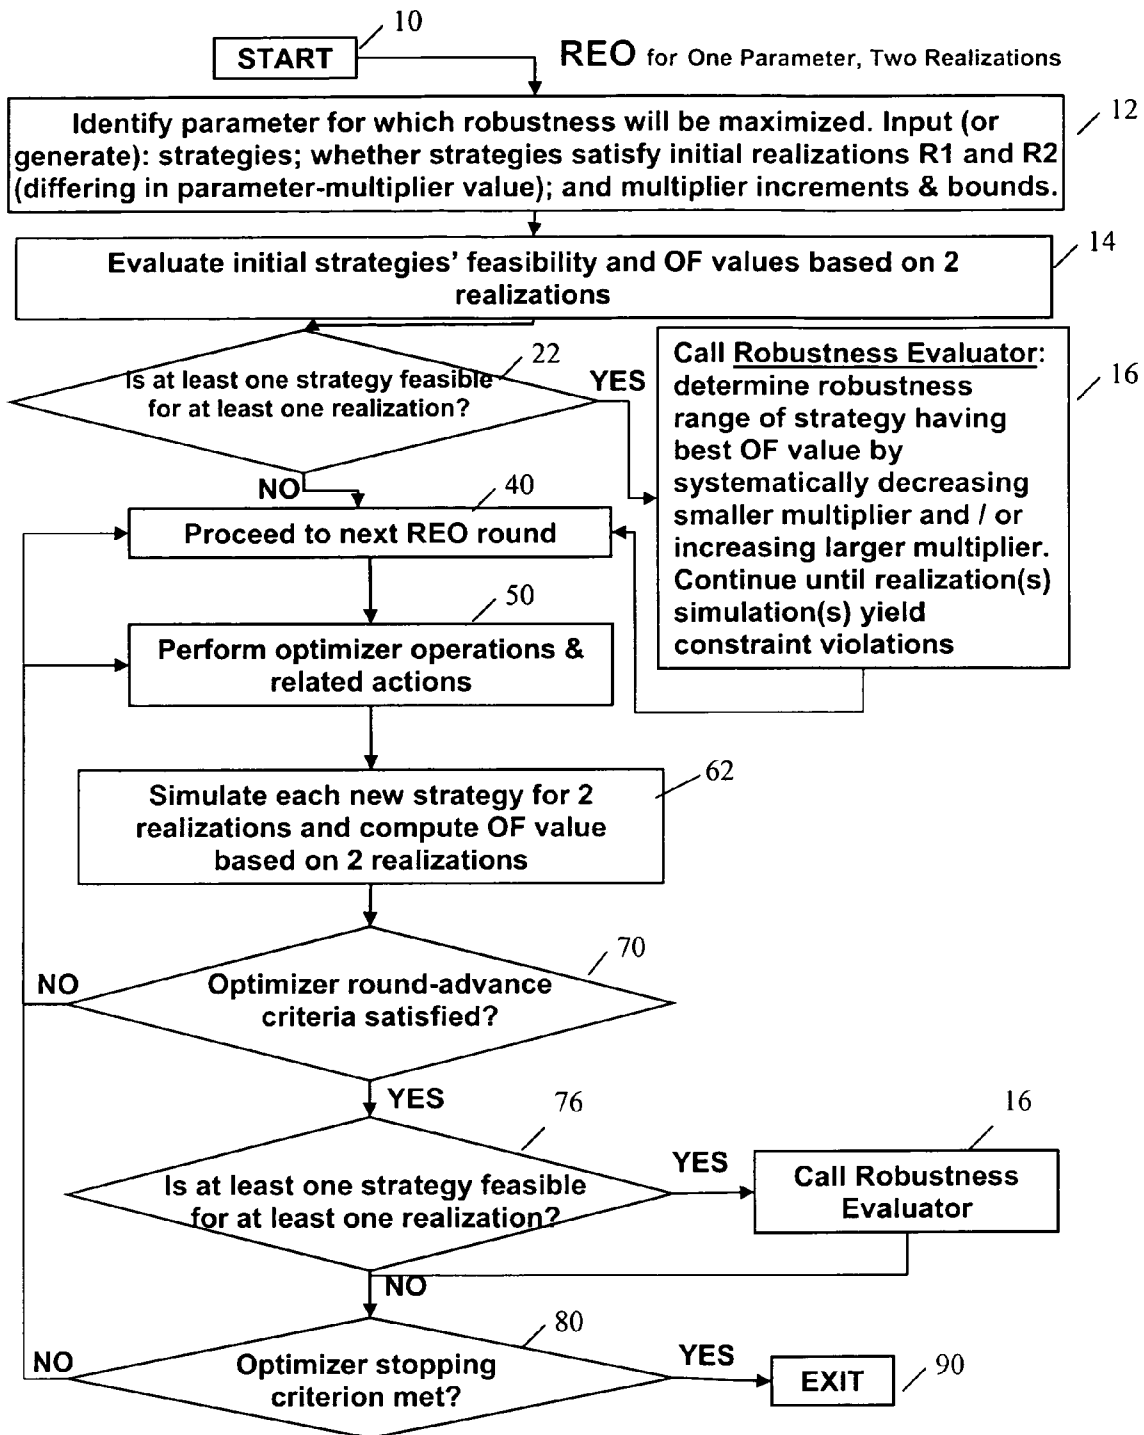 10
START
REO for One Parameter, Two Realizations
12
Identify parameter for which robustness will be maximized. Input (or
generate): strategies; whether strategies satisfy initial realizations R1 and R2
(differing in parameter-multiplier value); and multiplier increments & bounds.
14
Evaluate initial strategies' feasibility and OF values based on 2
realizations
22
Is at least one strategy feasible
for at least one realization?
YES
NO
16
Call Robustness Evaluator:
determine robustness
range of strategy having
best OF value by
systematically decreasing
smaller multiplier and / or
increasing larger multiplier.
Continue until realization(s)
simulation(s) yield
constraint violations
40
Proceed to next REO round
50
Perform optimizer operations &
related actions
62
Simulate each new strategy for 2
realizations and compute OF value
based on 2 realizations
70
NO
Optimizer round-advance
criteria satisfied?
YES
76
Is at least one strategy feasible
for at least one realization?
YES
16
Call Robustness
Evaluator
NO
80
NO
Optimizer stopping
criterion met?
YES
EXIT
90